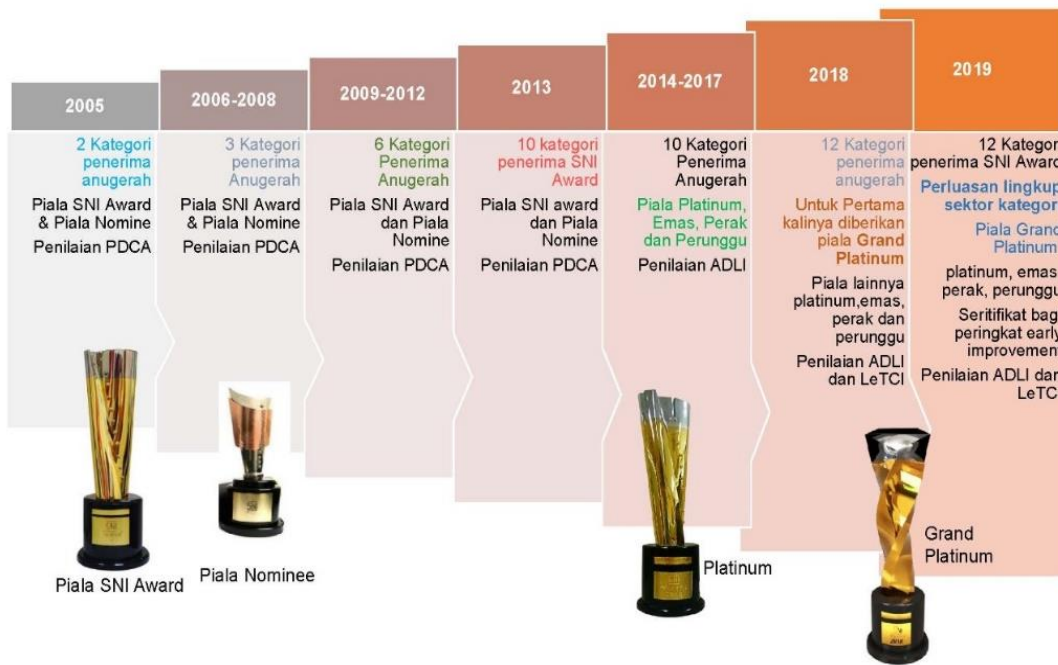 2005
2 Kategori
penerima
anugerah
Piala SNI Award
& Piala Nomine
Penilaian PDCA
2006-2008
3 Kategori
penerima
Anugerah
Piala SNI Award
& Piala Nomine
Penilaian PDCA
2009-2012
6 Kategori
Penerima
Anugerah
Piala SNI Award
dan Piala
Nomine
Penilaian PDCA
2013
10 kategori
penerima SNI
Award
Piala SNI award
dan Piala
Nomine
Penilaian PDCA
2014-2017
10 Kategori
Penerima
Anugerah
Piala Platinum,
Emas, Perak
dan Perunggu
Penilaian ADLI
2018
12 Kategori
penerima
anugerah
Untuk Pertama
kalinya diberikan
piala Grand
Platinum
Piala lainnya
platinum,emas,
perak dan
perunggu
Penilaian ADLI
dan LeTCI
2019
12 Kategori
penerima SNI Award
Perluasan lingkup
sektor kategori
Piala Grand
Platinum
platinum, emas
perak, perunggu
Seritifikat bag
peringkat early
improvement
Penilaian ADLI dan
LeTC
Piala SNI Award
Piala Nominee
Platinum
Grand
Platinum